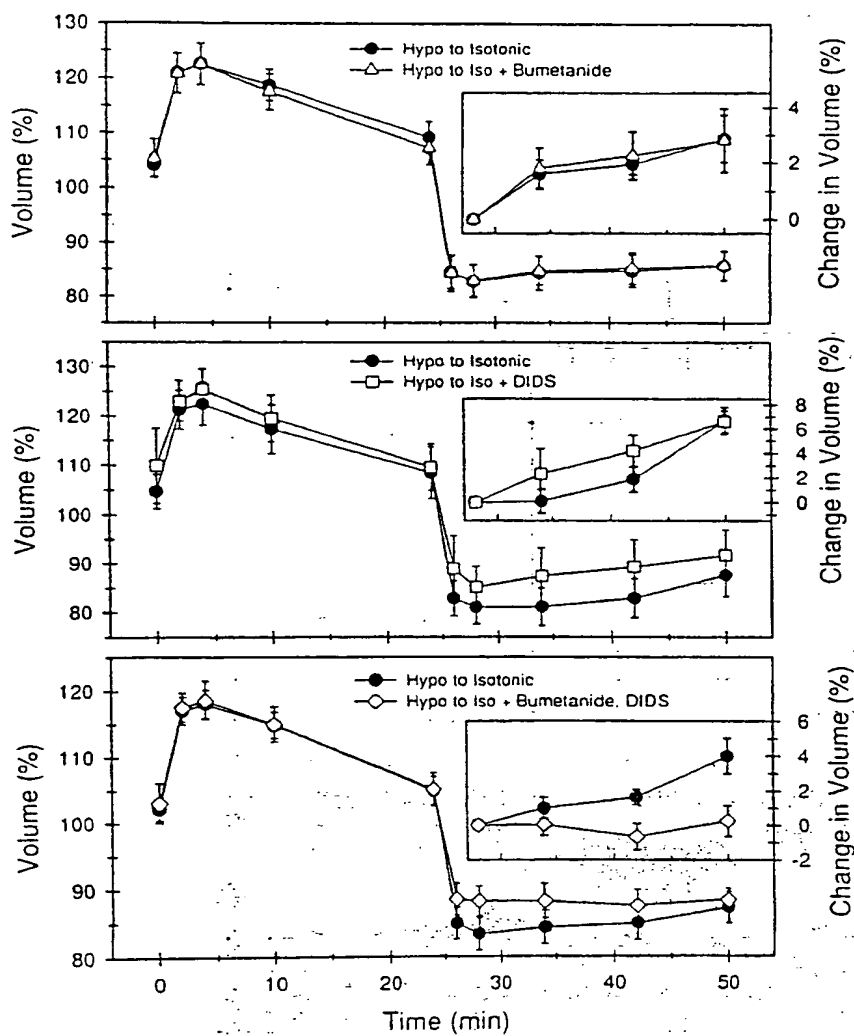 Hypo to Isotonic
Hypo to Iso + Bumetanide
Volume (%)
130
120
110
100
90
80
Change in Volume (%)
4
2
0
Hypo to Isotonic
Hypo to Iso + DIDS
Volume (%)
130
120
110
100
90
80
Change in Volume (%)
8
6
4
2
0
Hypo to Isotonic
Hypo to Iso + Bumetanide, DIDS
Volume (%)
120
110
100
90
80
Change in Volume (%)
6
4
2
0
-2
0 10 20 30 40 50
Time (min)